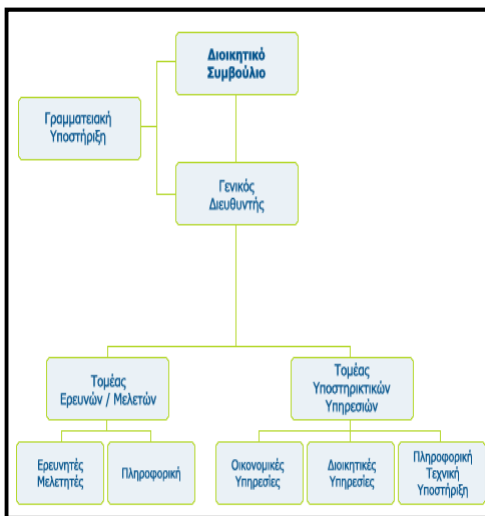 Διοικητικό
Συμβούλιο
Γραμματειακή
Υποστήριξη
Γενικός
Διευθυντής
Τομέας
Ερευνών / Μελετών
Τομέας
Υποστηρικτικών
Υπηρεσιών
Ερευνητές
Μελετητές
Πληροφορική
Οικονομικές
Υπηρεσίες
Διοικητικές
Υπηρεσίες
Πληροφορική
Τεχνική
Υποστήριξη